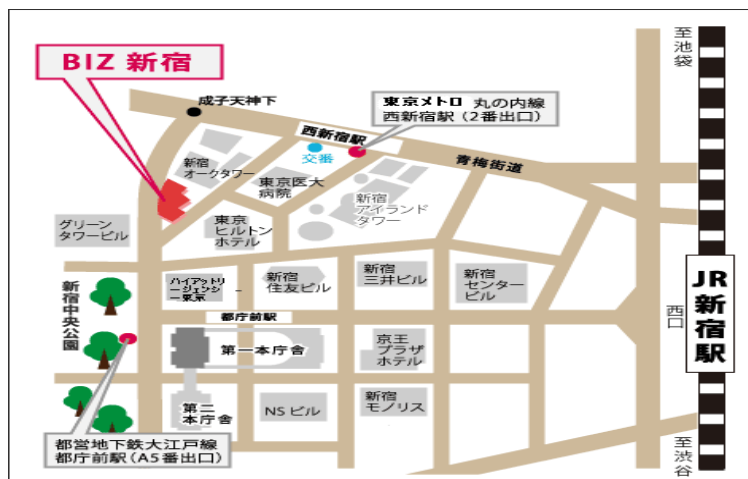 BIZ 新宿
至池袋
成子天神下
東京メトロ 丸の内線
西新宿駅(2番出口)
西新宿駅
交番
青梅街道
新宿
オークタワー
東京医大
病院
新宿
アイランド
タワー
グリーン
タワービル
東京
ヒルトン
ホテル
新宿中央公園
ハイアットリ
ージェンシ
ー東京
新宿
住友ビル
新宿
三井ビル
新宿
センター
ビル
JR新宿駅
西口
都庁前駅
第一本庁舎
京王
プラザ
ホテル
第二
本庁舎
NSビル
新宿
モノリス
都営地下鉄大江戸線
都庁前駅(A5番出口)
至渋谷